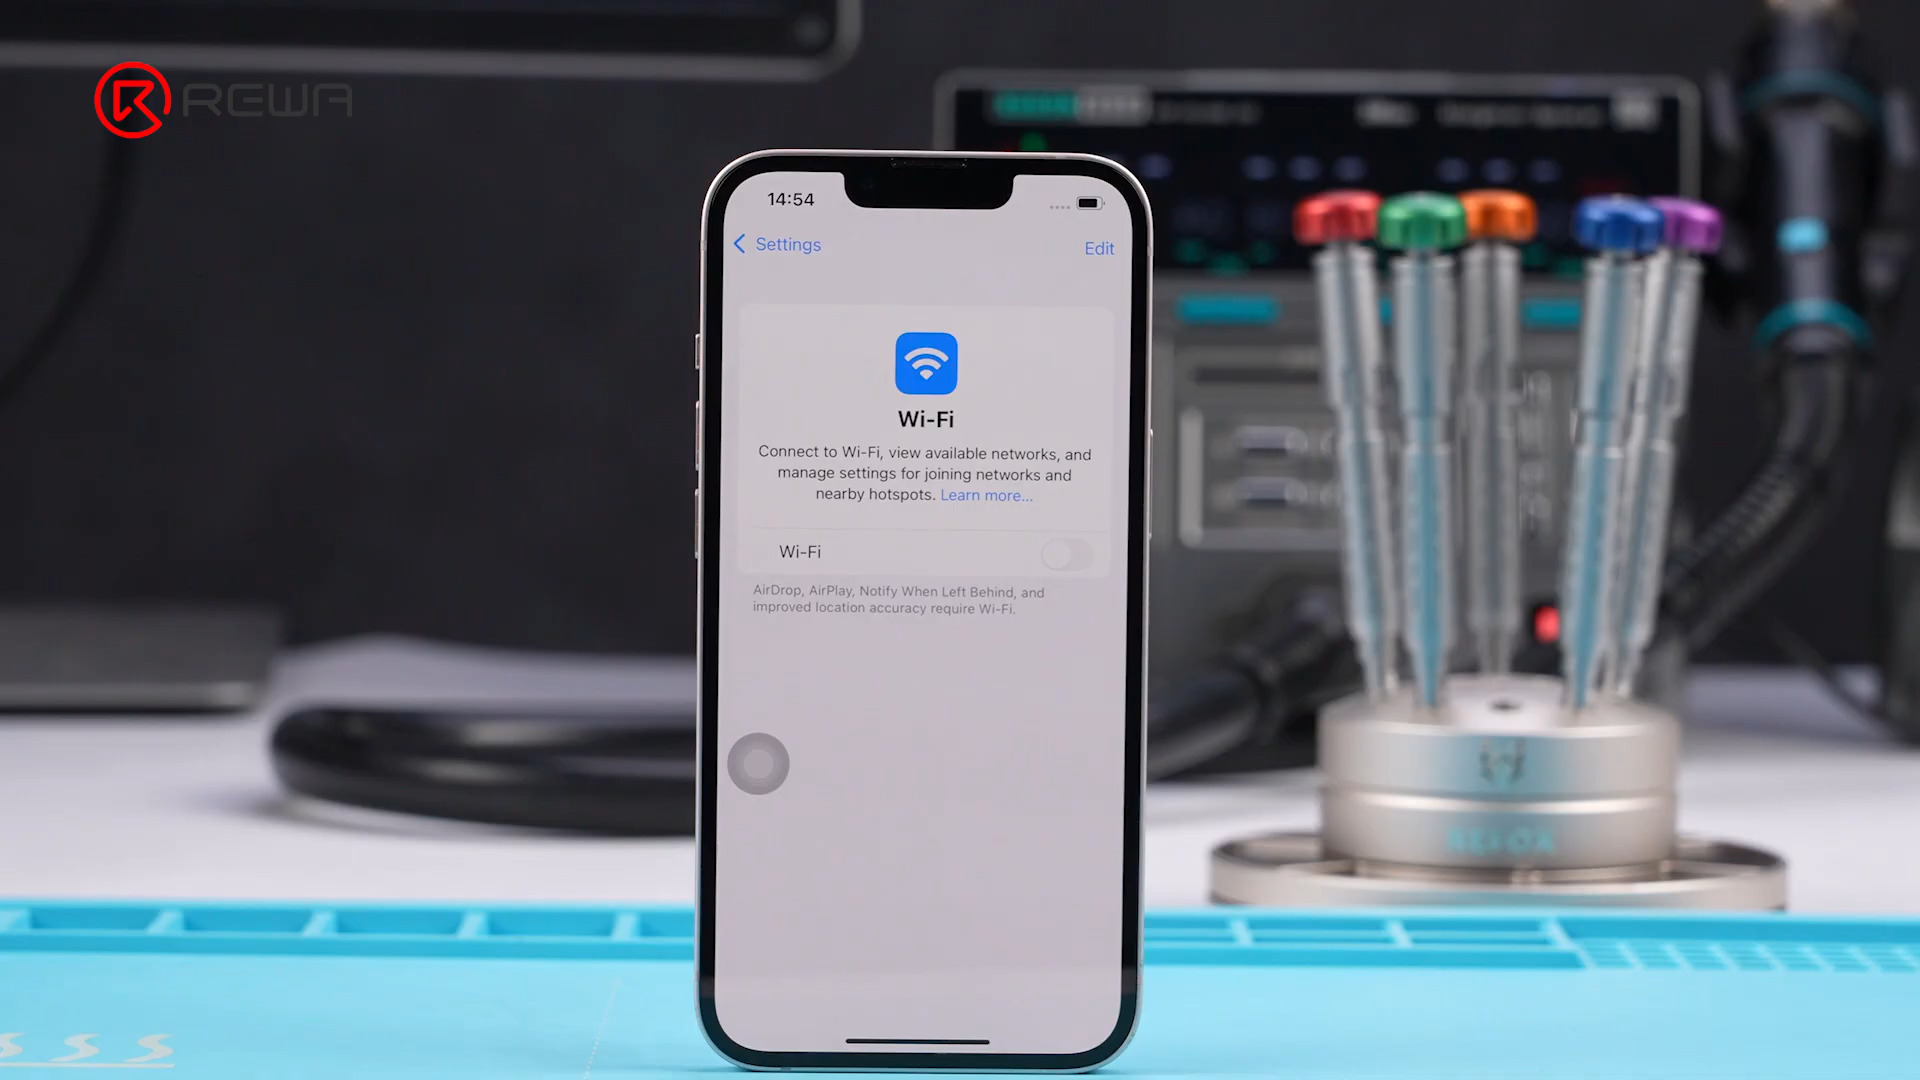 REWA
14:54
Settings
Edit
Wi-Fi
Connect to Wi-Fi, view available networks, and
manage settings for joining networks and
nearby hotspots. Learn more...
Wi-Fi
AirDrop, AirPlay, Notify When Left Behind, and
improved location accuracy require Wi-Fi.